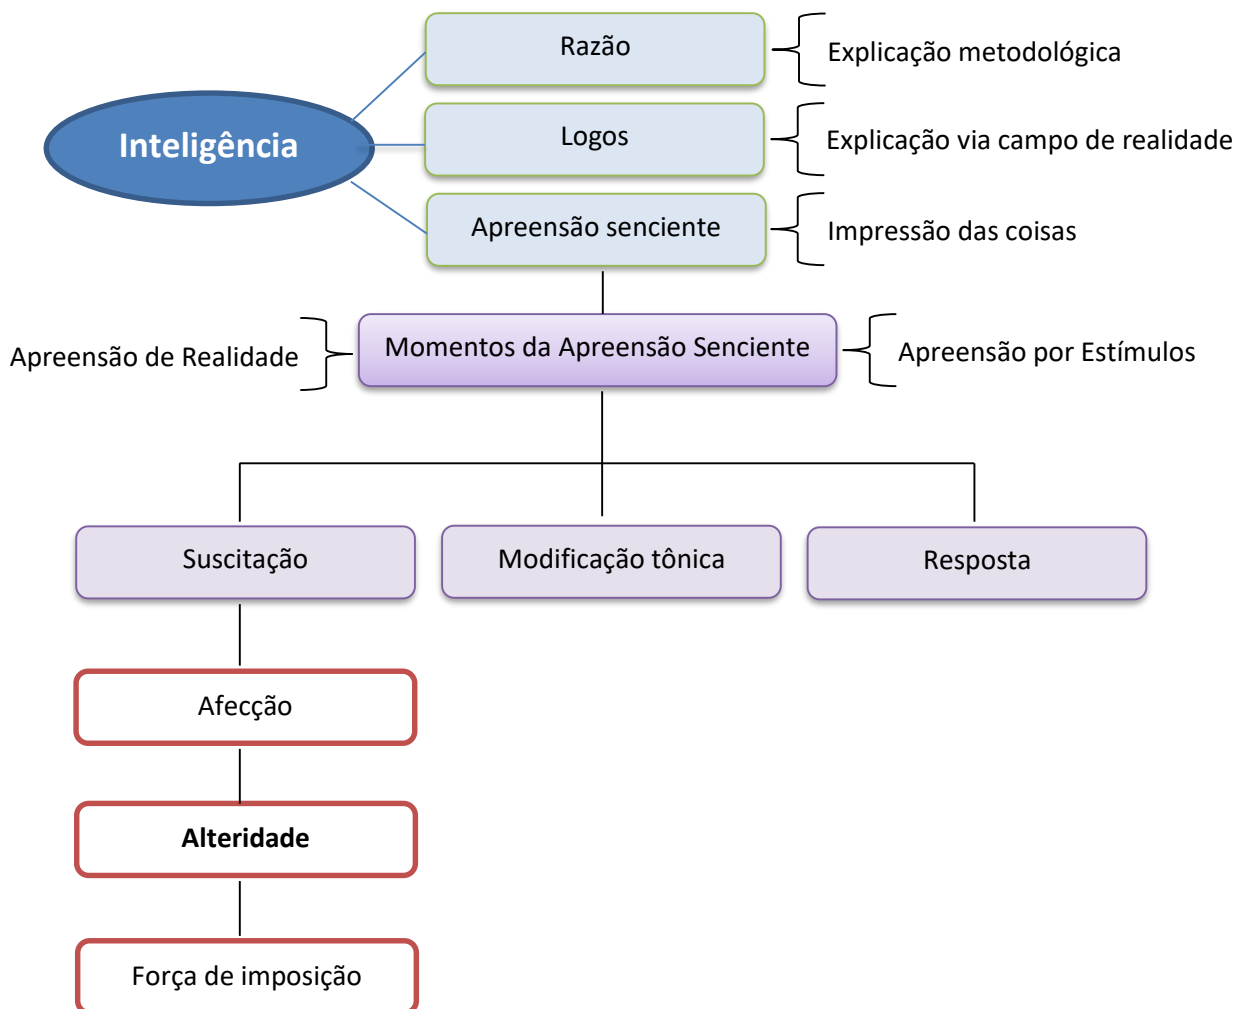 Razão
Explicação metodológica
Inteligência
Logos
Explicação via campo de realidade
Apreensão senciente
Impressão das coisas
Apreensão de Realidade
Momentos da Apreensão Senciente
Apreensão por Estímulos
Suscitação
Modificação tônica
Resposta
Afecção
Alteridade
Força de imposição